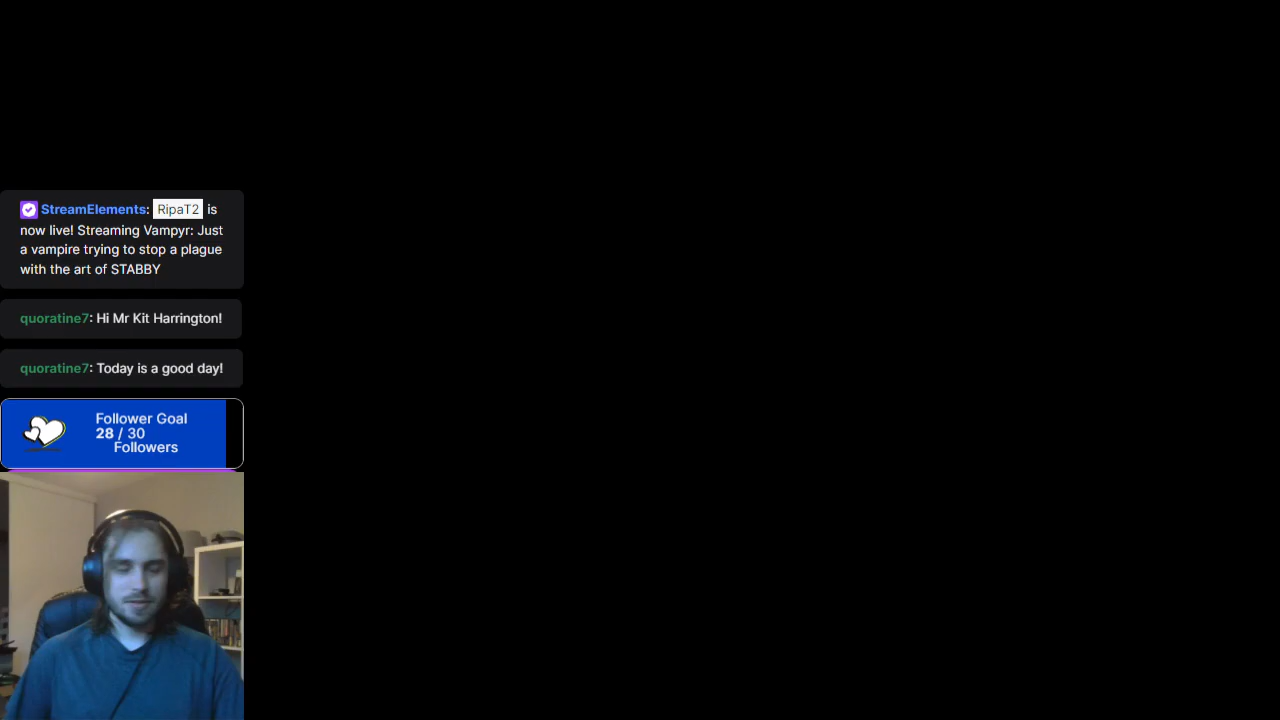 StreamElements: RipaT2 is
now live! Streaming Vampyr: Just
a vampire trying to stop a plague
with the art of STABBY
quoratine7: Hi Mr Kit Harrington!
quoratine7: Today is a good day!
Follower Goal
28 / 30
Followers